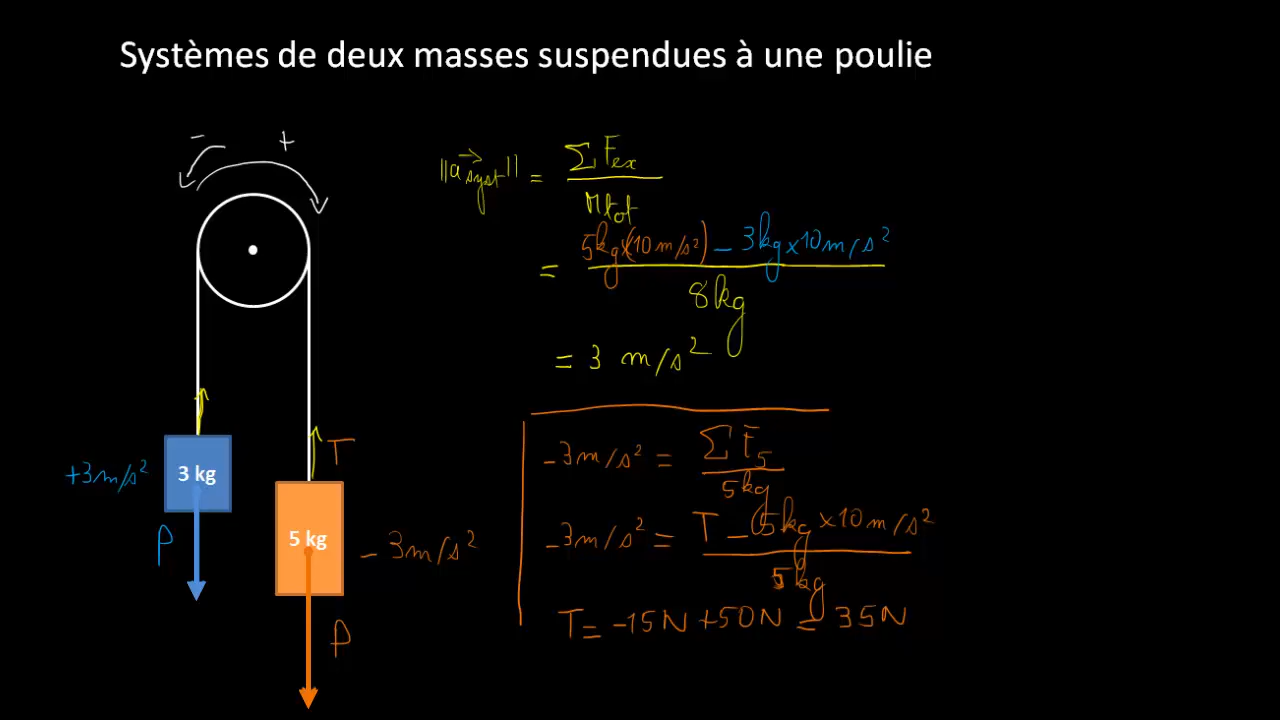 Systèmes de deux masses suspendues à une poulie
- +
||a⃗syst|| = ΣFex / Mtot
= 5kg×(10m/s²) - 3kg×10m/s² / 8kg
= 3 m/s²
+3m/s²
3 kg
P
T
5 kg
- 3m/s²
P
-3m/s² = ΣF5 / 5kg
-3m/s² = T - (5kg×10m/s² / 5kg
T = -15N +50N = 35N